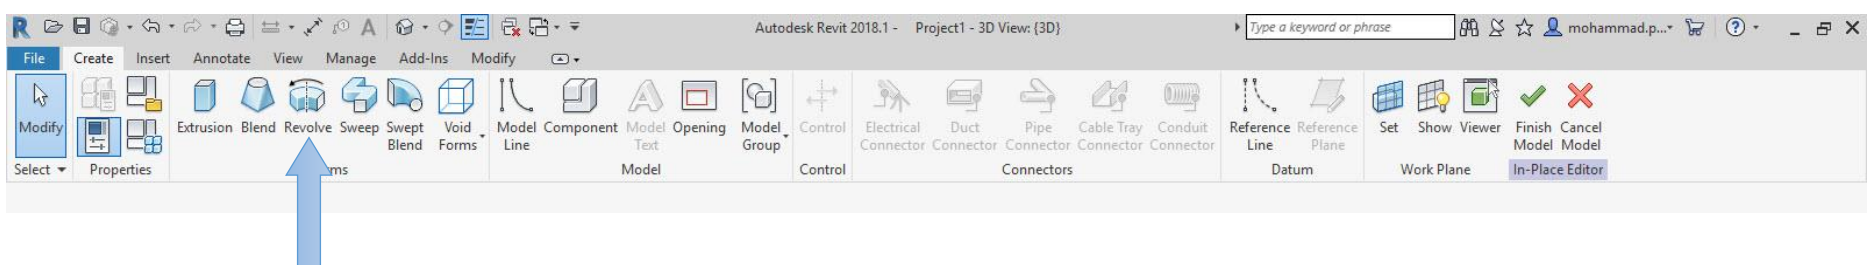 R A Autodesk Revit 2018.1 - Project1 - 3D View: {3D} Type a keyword or phrase mohammad.p... ?
File Create Insert Annotate View Manage Add-Ins Modify
Modify Extrusion Blend Revolve Sweep Swept Blend Void Forms Model Line Component Model Text Opening Model Group Control Electrical Connector Duct Connector Pipe Connector Cable Tray Connector Conduit Connector Reference Line Reference Plane Set Show Viewer Finish Model Cancel Model
Select Properties ms Model Control Connectors Datum Work Plane In-Place Editor